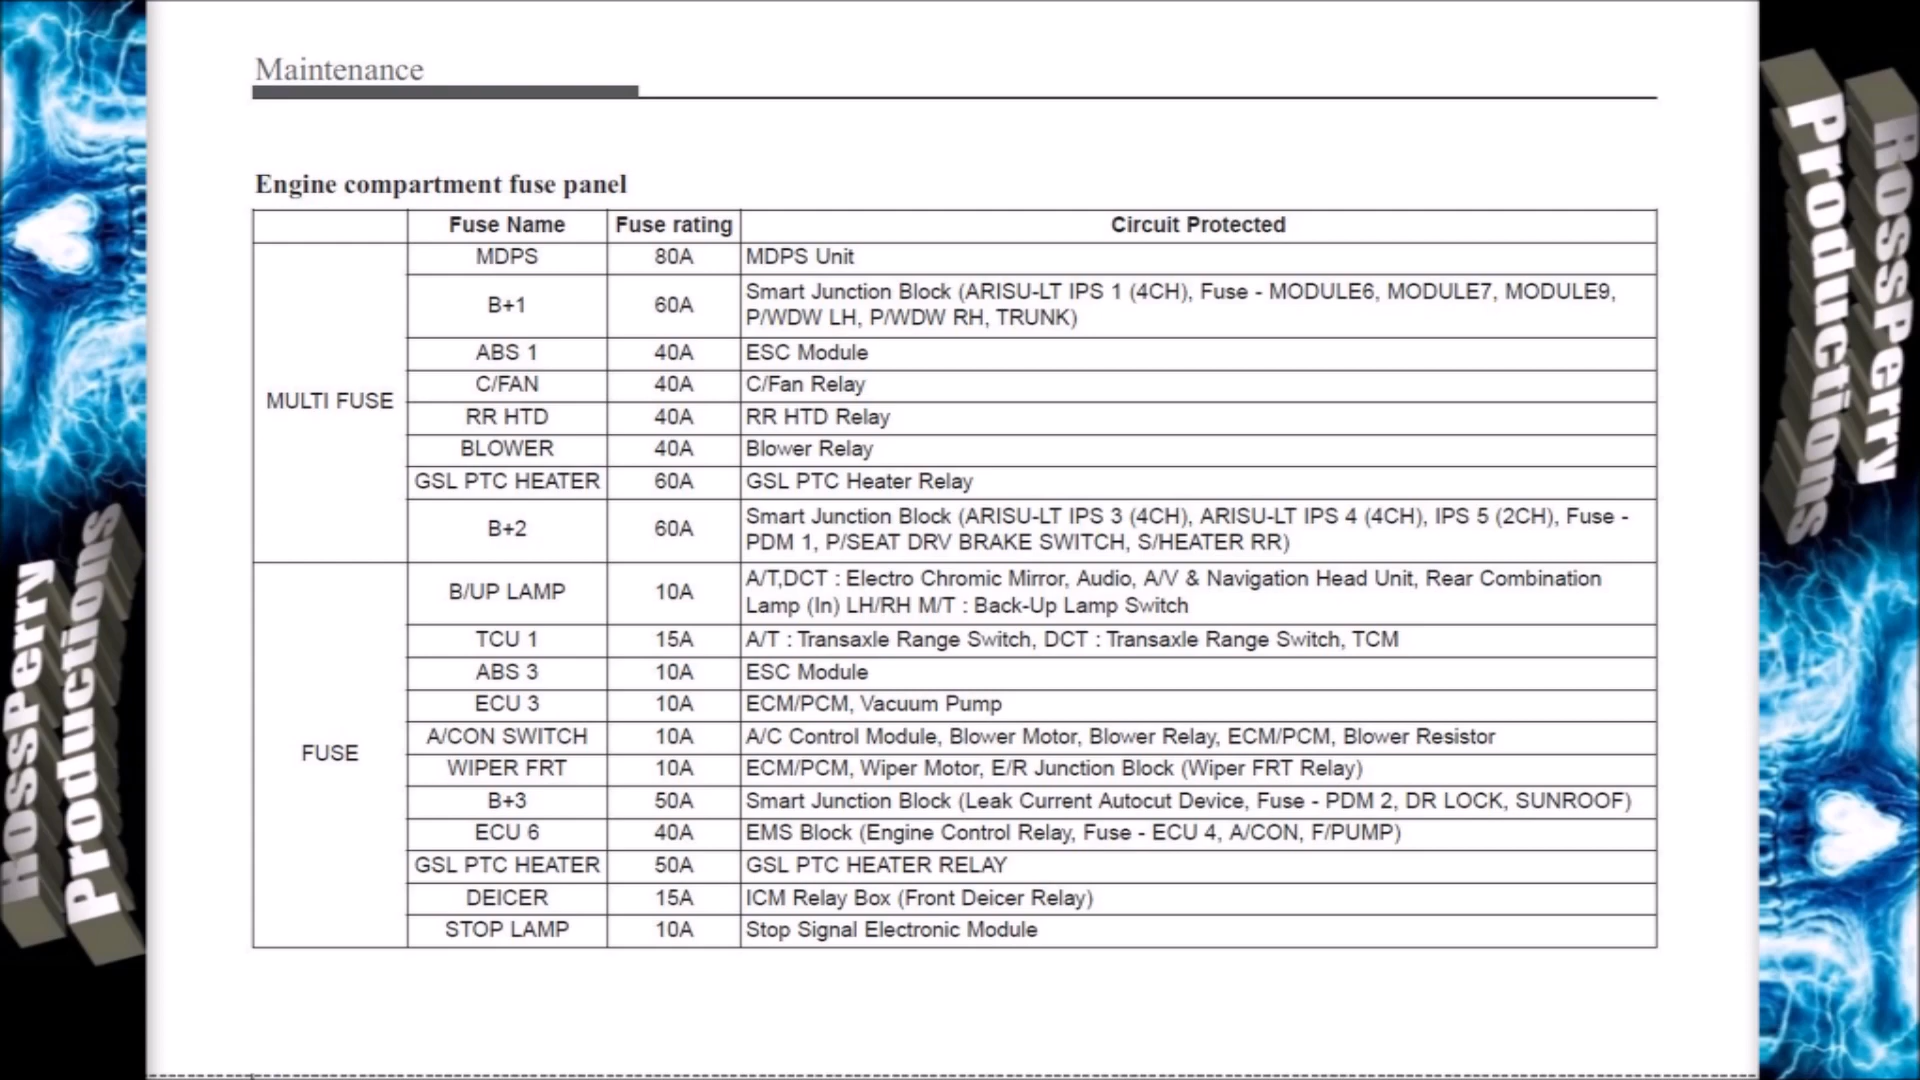 Maintenance
Engine compartment fuse panel
Fuse Name Fuse rating Circuit Protected
MULTI FUSE
MDPS 80A MDPS Unit
B+1 60A Smart Junction Block (ARISU-LT IPS 1 (4CH), Fuse - MODULE6, MODULE7, MODULE9,
P/WDW LH, P/WDW RH, TRUNK)
ABS 1 40A ESC Module
C/FAN 40A C/Fan Relay
RR HTD 40A RR HTD Relay
BLOWER 40A Blower Relay
GSL PTC HEATER 60A GSL PTC Heater Relay
B+2 60A Smart Junction Block (ARISU-LT IPS 3 (4CH), ARISU-LT IPS 4 (4CH), IPS 5 (2CH), Fuse -
PDM 1, P/SEAT DRV BRAKE SWITCH, S/HEATER RR)
FUSE
B/UP LAMP 10A A/T,DCT : Electro Chromic Mirror, Audio, A/V & Navigation Head Unit, Rear Combination
Lamp (In) LH/RH M/T : Back-Up Lamp Switch
TCU 1 15A A/T : Transaxle Range Switch, DCT : Transaxle Range Switch, TCM
ABS 3 10A ESC Module
ECU 3 10A ECM/PCM, Vacuum Pump
A/CON SWITCH 10A A/C Control Module, Blower Motor, Blower Relay, ECM/PCM, Blower Resistor
WIPER FRT 10A ECM/PCM, Wiper Motor, E/R Junction Block (Wiper FRT Relay)
B+3 50A Smart Junction Block (Leak Current Autocut Device, Fuse - PDM 2, DR LOCK, SUNROOF)
ECU 6 40A EMS Block (Engine Control Relay, Fuse - ECU 4, A/CON, F/PUMP)
GSL PTC HEATER 50A GSL PTC HEATER RELAY
DEICER 15A ICM Relay Box (Front Deicer Relay)
STOP LAMP 10A Stop Signal Electronic Module
RossPerry
Productions
RossPerry
Productions